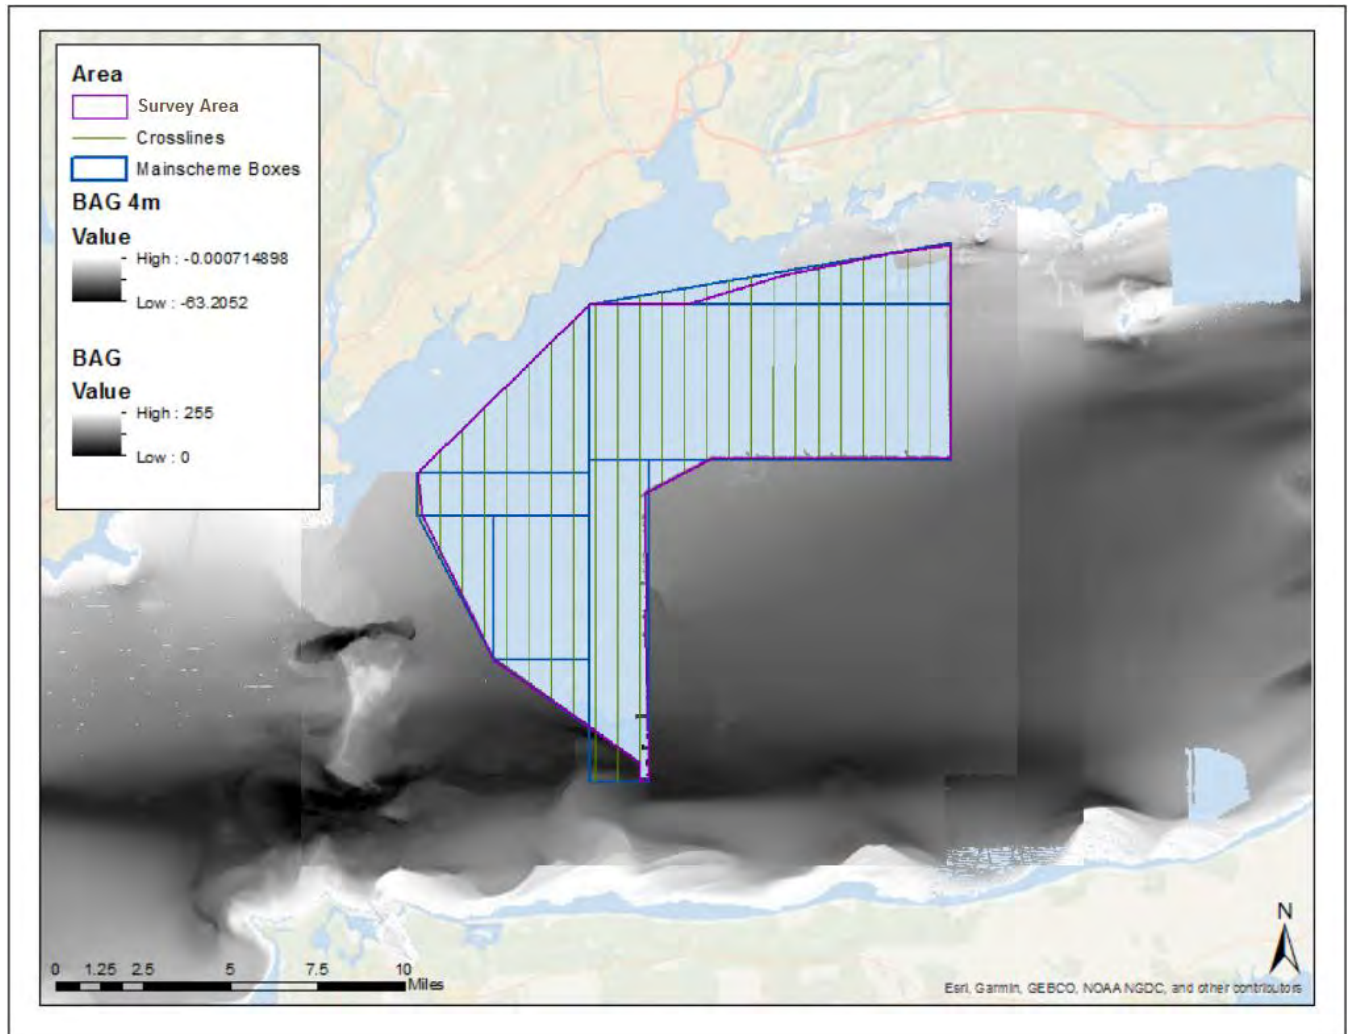 Area
Survey Area
Crosslines
Mainscheme Boxes
BAG 4m
Value
High : -0.000714898
Low : -63.2052
BAG
Value
High : 255
Low : 0
N
0 1.25 2.5 5 7.5 10
Miles
Esri, Garmin, GEBCO, NOAA NGDC, and other contributors